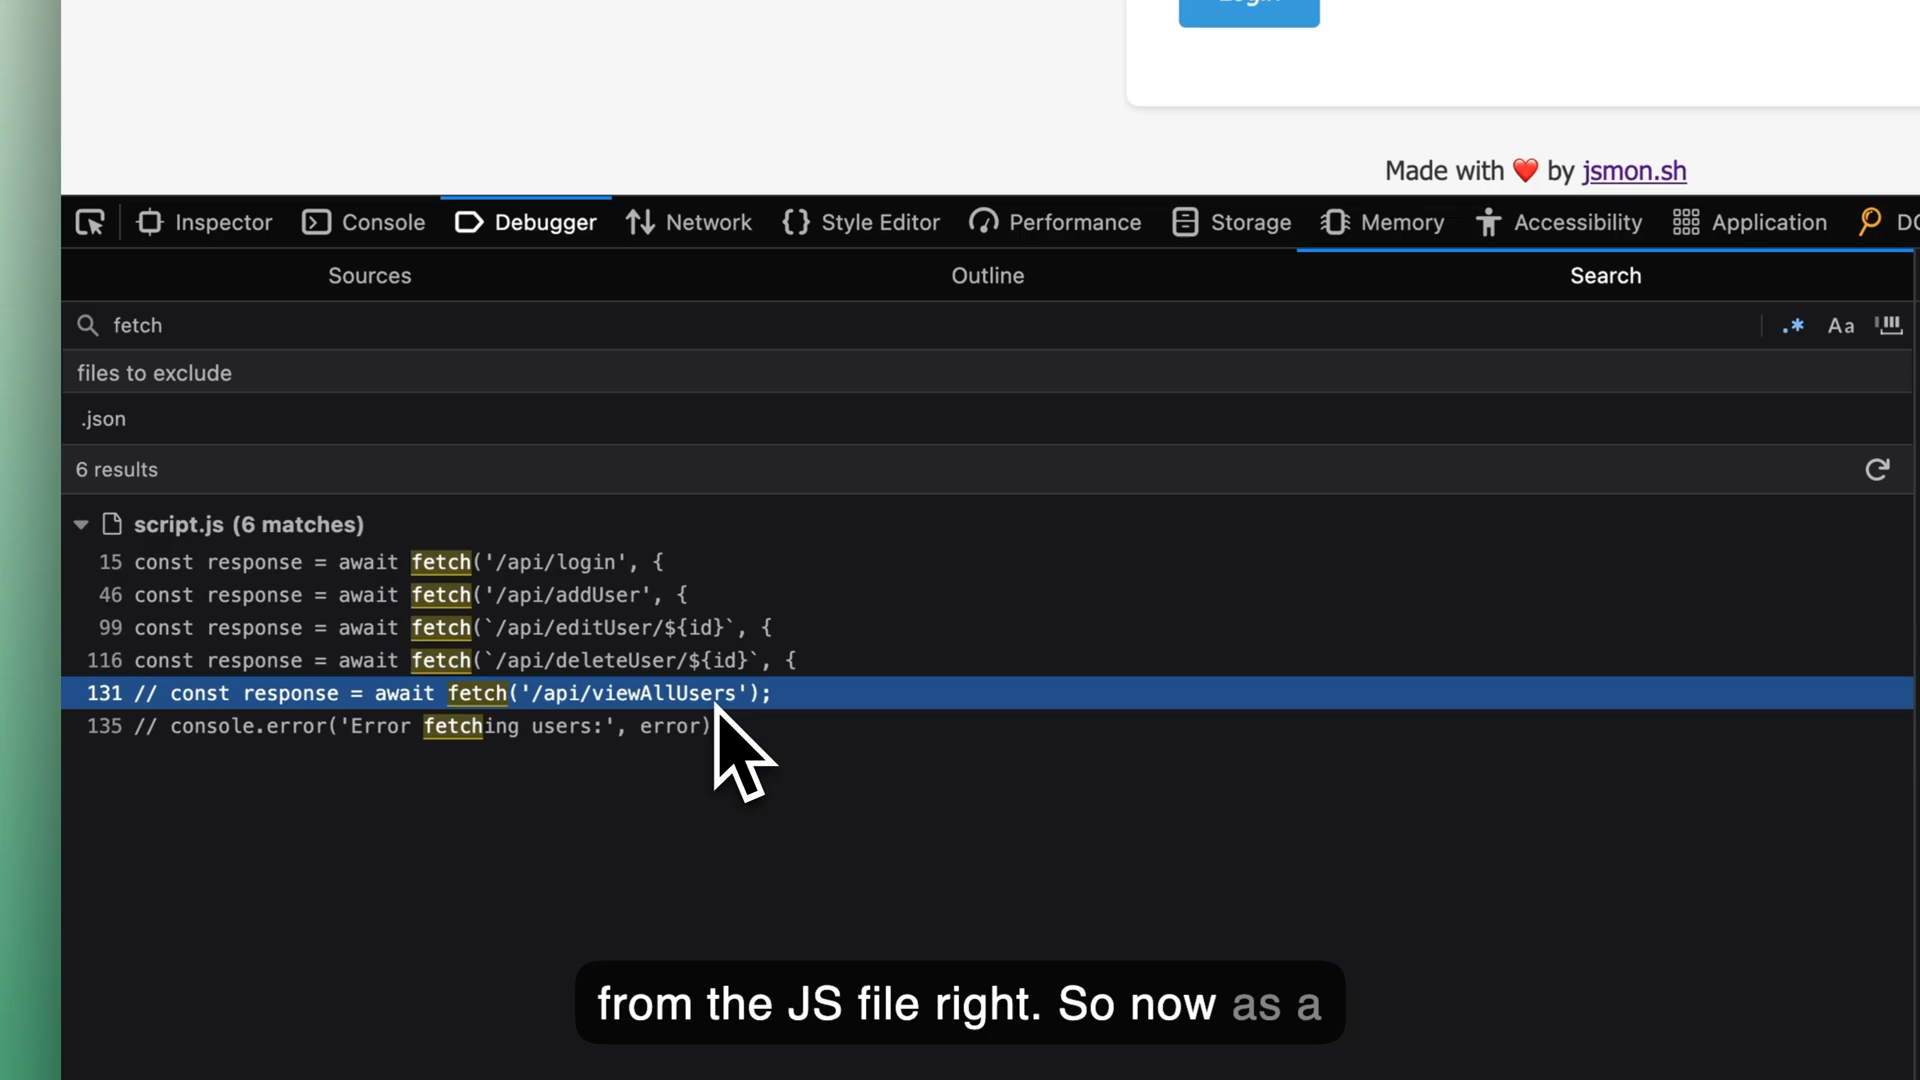 Login
Made with ❤️ by jsmon.sh
Inspector Console Debugger Network Style Editor Performance Storage Memory Accessibility Application
Sources Outline Search
fetch .* Aa
files to exclude
.json
6 results
script.js (6 matches)
15 const response = await fetch('/api/login', {
46 const response = await fetch('/api/addUser', {
99 const response = await fetch(`/api/editUser/${id}`, {
116 const response = await fetch(`/api/deleteUser/${id}`, {
131 // const response = await fetch('/api/viewAllUsers');
135 // console.error('Error fetching users:', error)
from the JS file right. So now as a